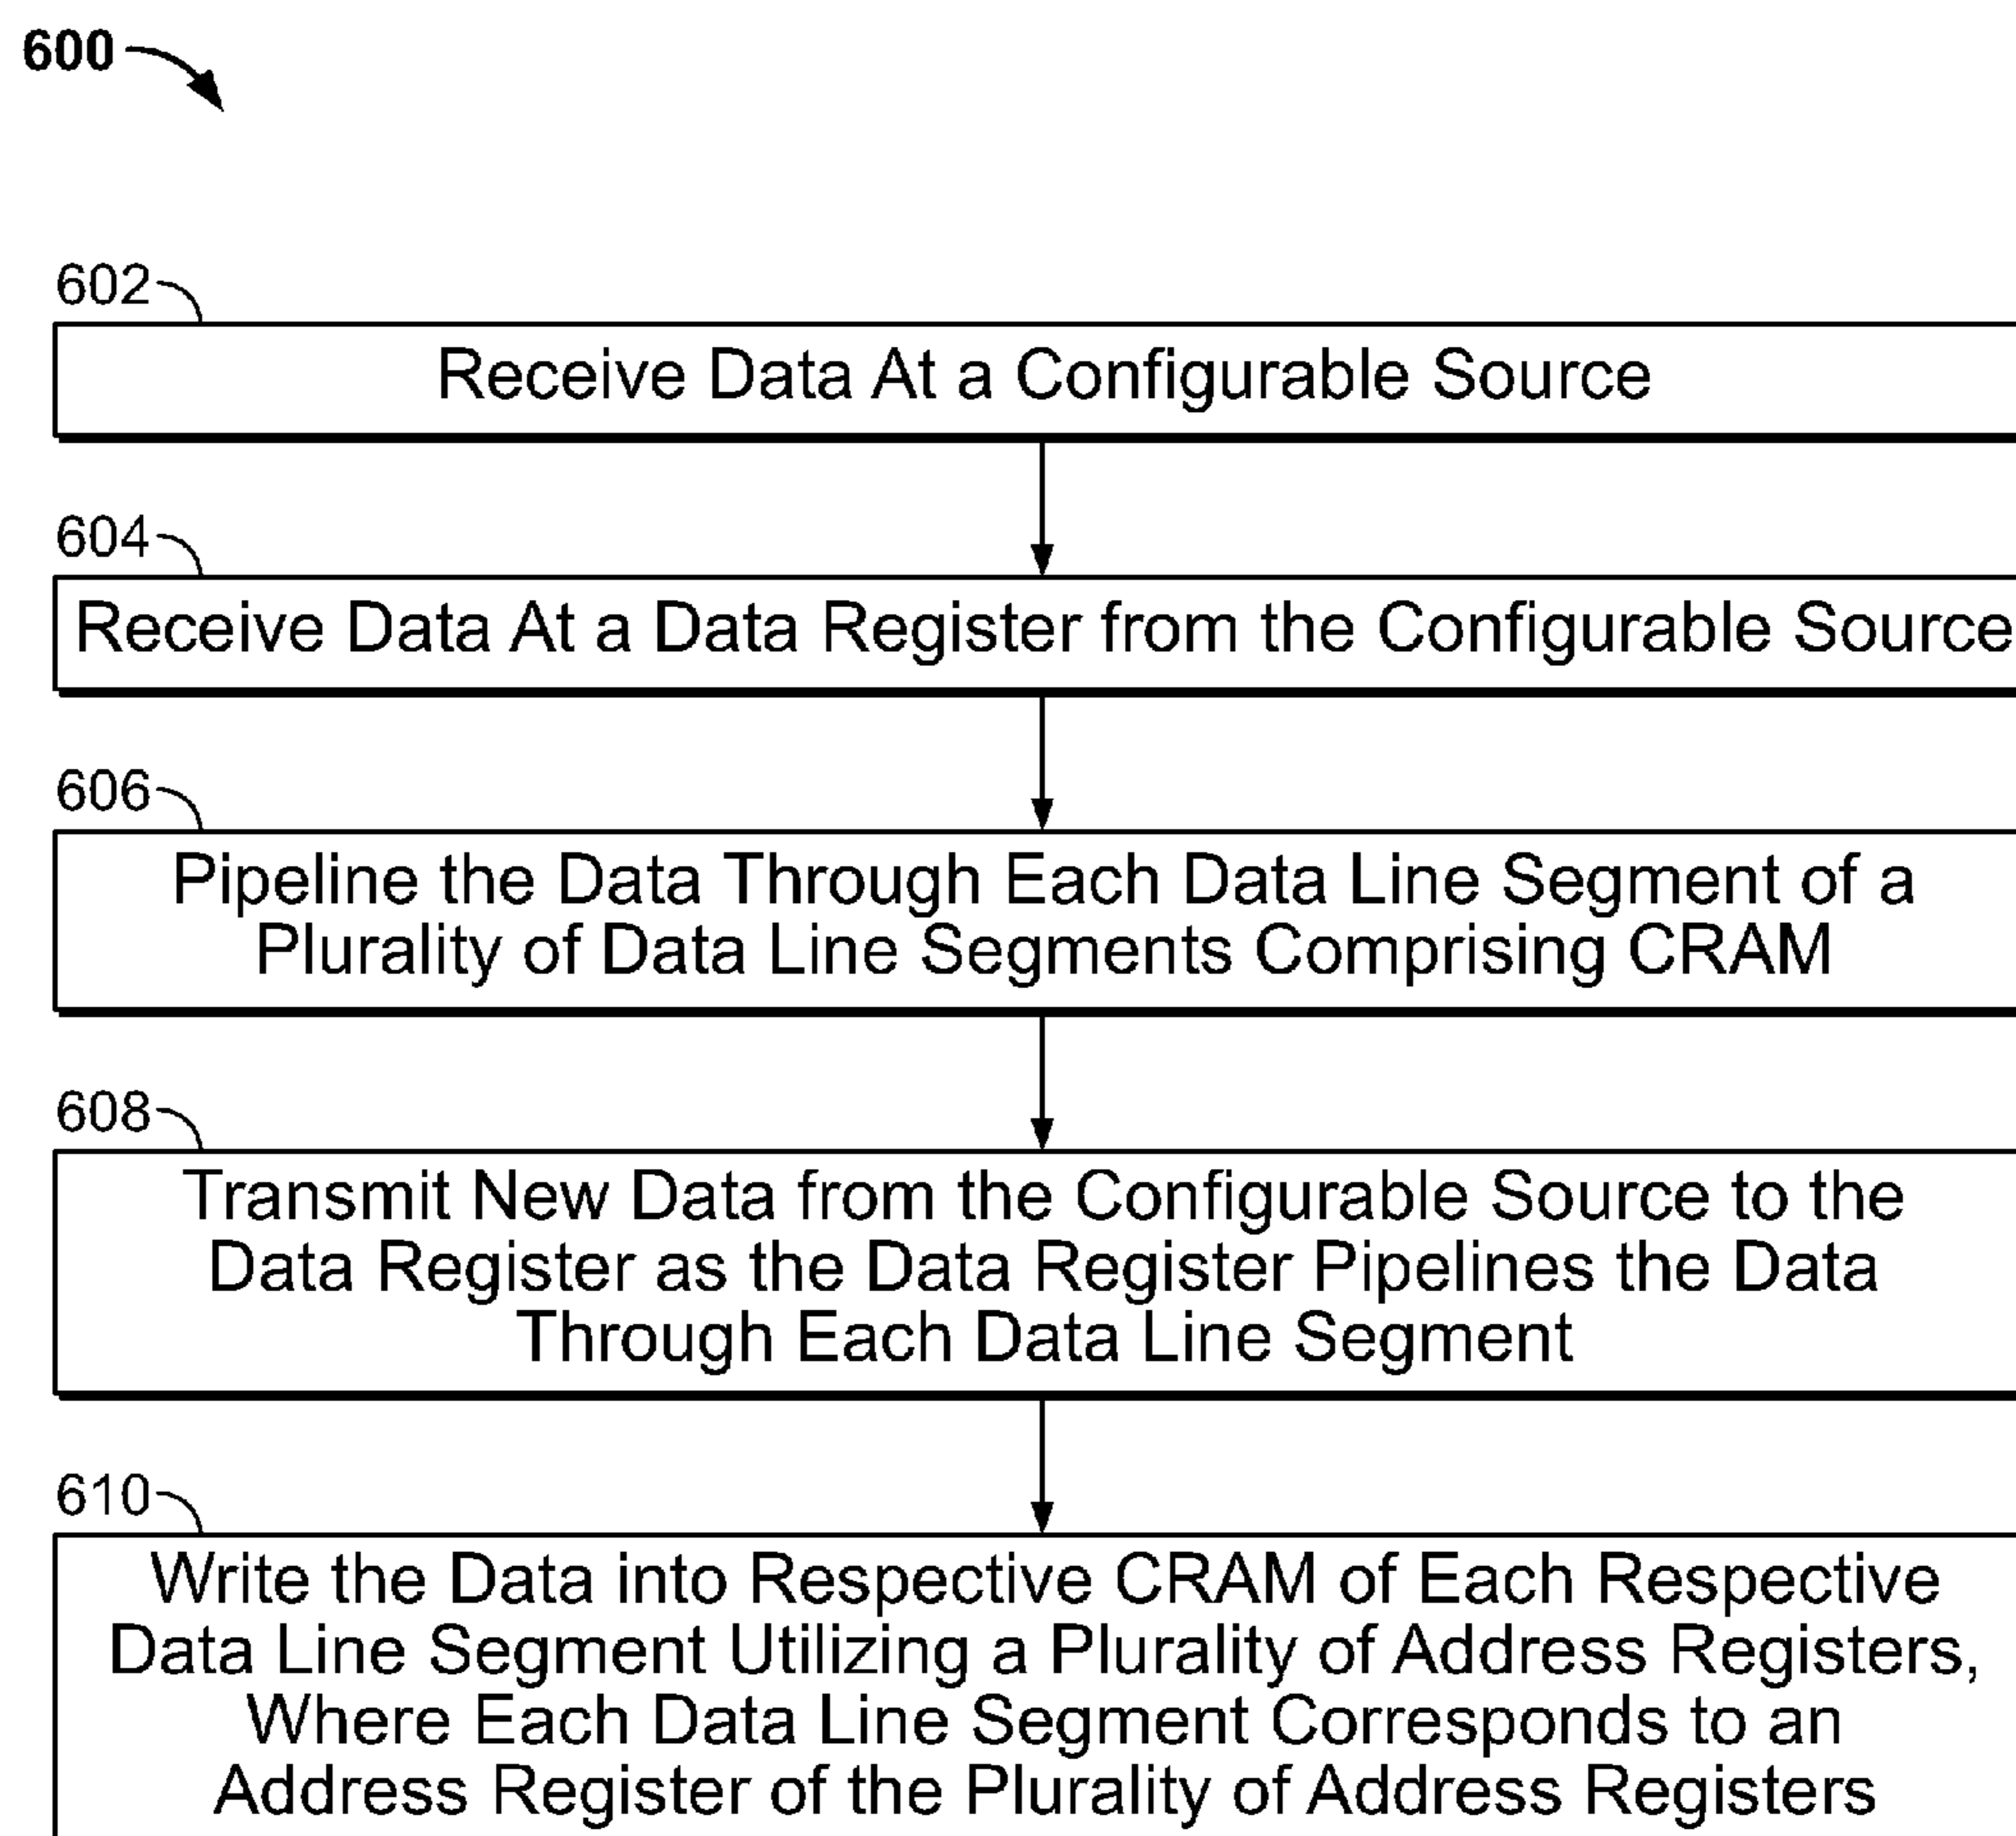 600
602
Receive Data At a Configurable Source
604
Receive Data At a Data Register from the Configurable Source
606
Pipeline the Data Through Each Data Line Segment of a
Plurality of Data Line Segments Comprising CRAM
608
Transmit New Data from the Configurable Source to the
Data Register as the Data Register Pipelines the Data
Through Each Data Line Segment
610
Write the Data into Respective CRAM of Each Respective
Data Line Segment Utilizing a Plurality of Address Registers,
Where Each Data Line Segment Corresponds to an
Address Register of the Plurality of Address Registers